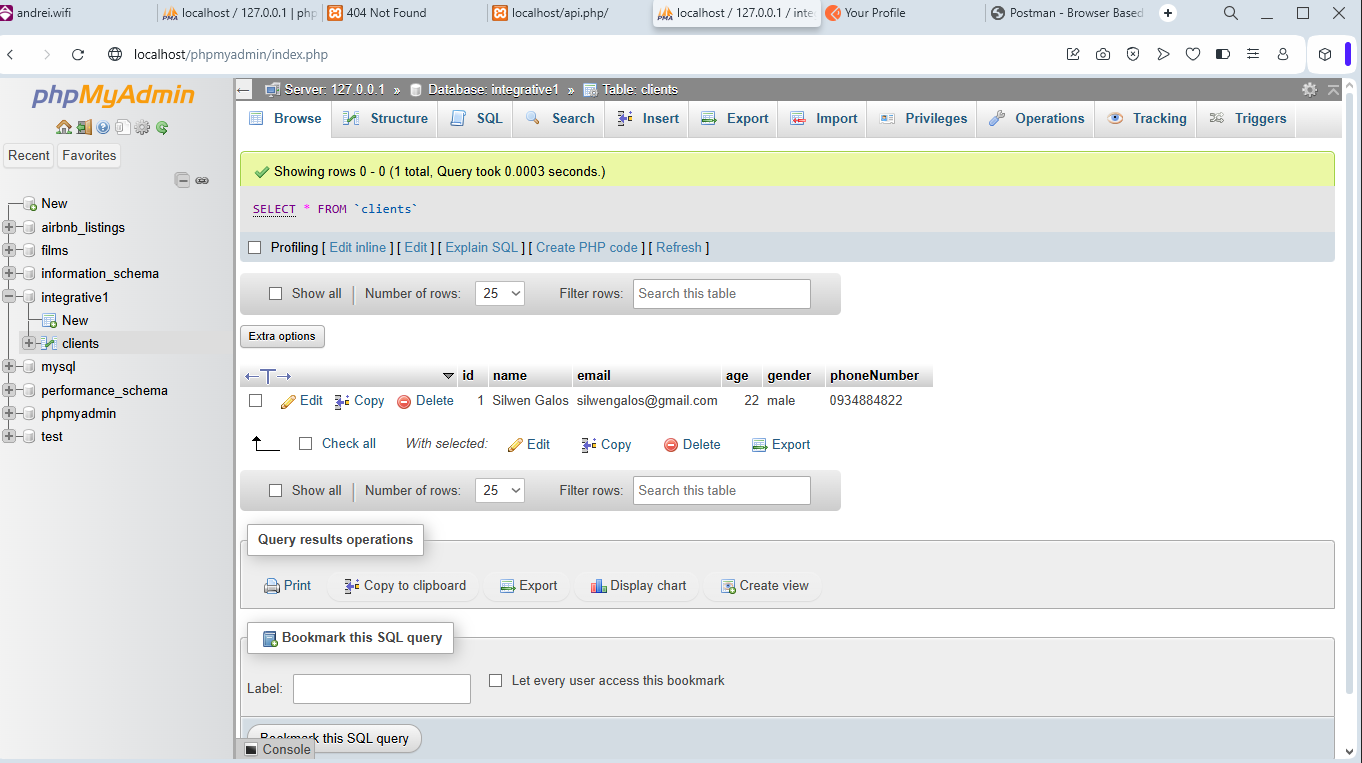 andrei.wifi
localhost / 127.0.0.1 | php
404 Not Found
localhost/api.php/
localhost / 127.0.0.1 / inte
Your Profile
Postman - Browser Based
localhost/phpmyadmin/index.php
phpMyAdmin
Recent
Favorites
New
airbnb_listings
films
information_schema
integrative1
New
clients
mysql
performance_schema
phpmyadmin
test
Server: 127.0.0.1 » Database: integrative1 » Table: clients
Browse Structure SQL Search Insert Export Import Privileges Operations Tracking Triggers
Showing rows 0 - 0 (1 total, Query took 0.0003 seconds.)
SELECT * FROM `clients`
Profiling [ Edit inline ] [ Edit ] [ Explain SQL ] [ Create PHP code ] [ Refresh ]
Show all | Number of rows: 25 Filter rows: Search this table
Extra options
id name email age gender phoneNumber
Edit Copy Delete 1 Silwen Galos silwengalos@gmail.com 22 male 0934884822
Check all With selected: Edit Copy Delete Export
Show all | Number of rows: 25 Filter rows: Search this table
Query results operations
Print Copy to clipboard Export Display chart Create view
Bookmark this SQL query
Label: Let every user access this bookmark
Bookmark this SQL query
Console